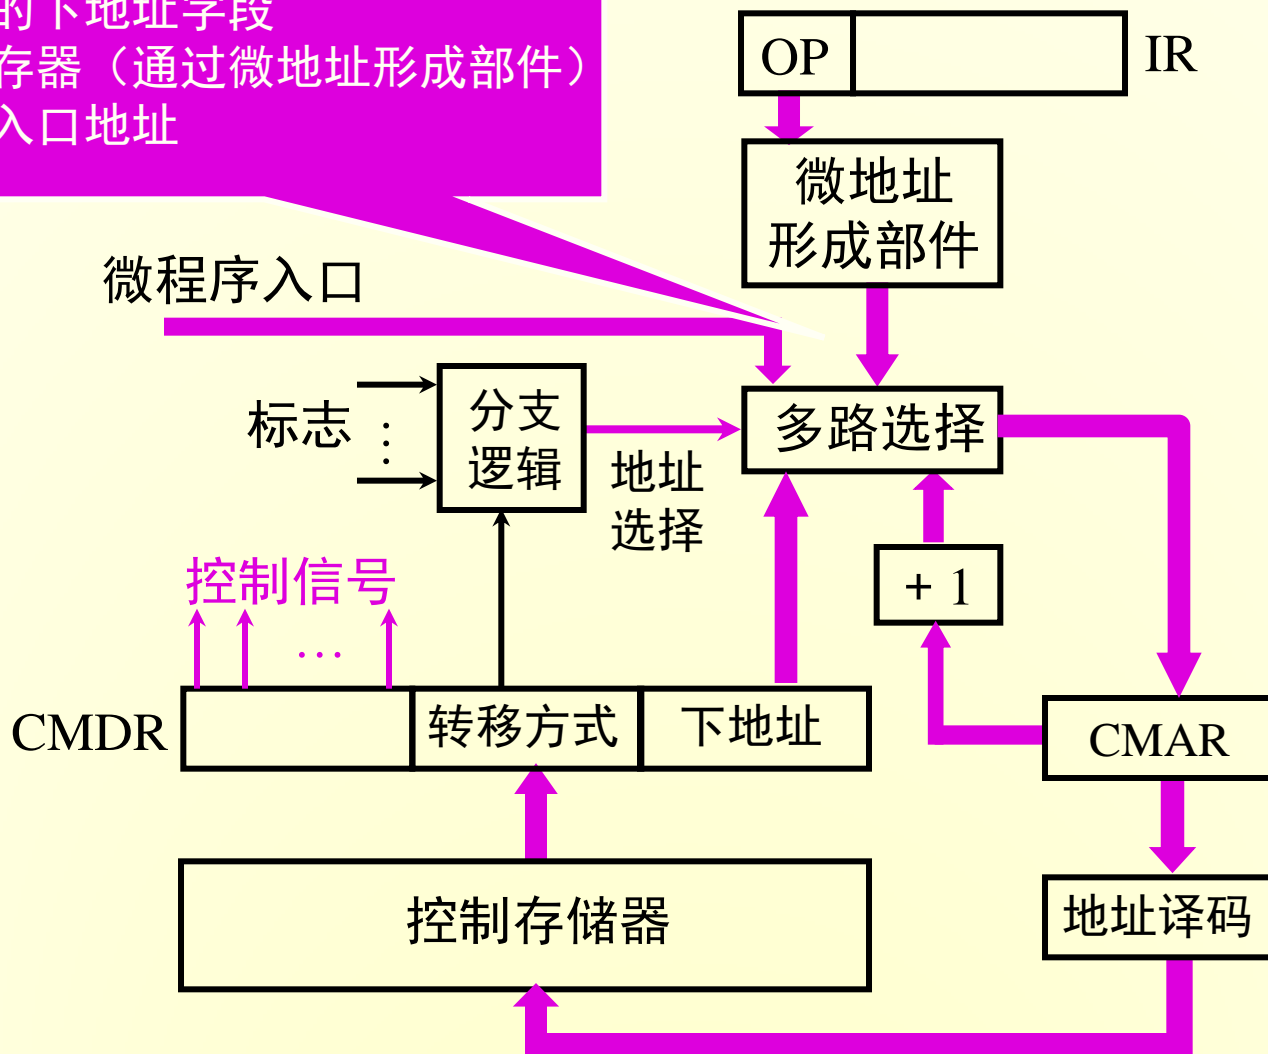 的下地址字段
存器（通过微地址形成部件）
入口地址
OP
IR
微地址
形成部件
微程序入口
标志
⋮
分支
逻辑
地址
选择
多路选择
+ 1
控制信号
…
CMDR
转移方式
下地址
CMAR
控制存储器
地址译码